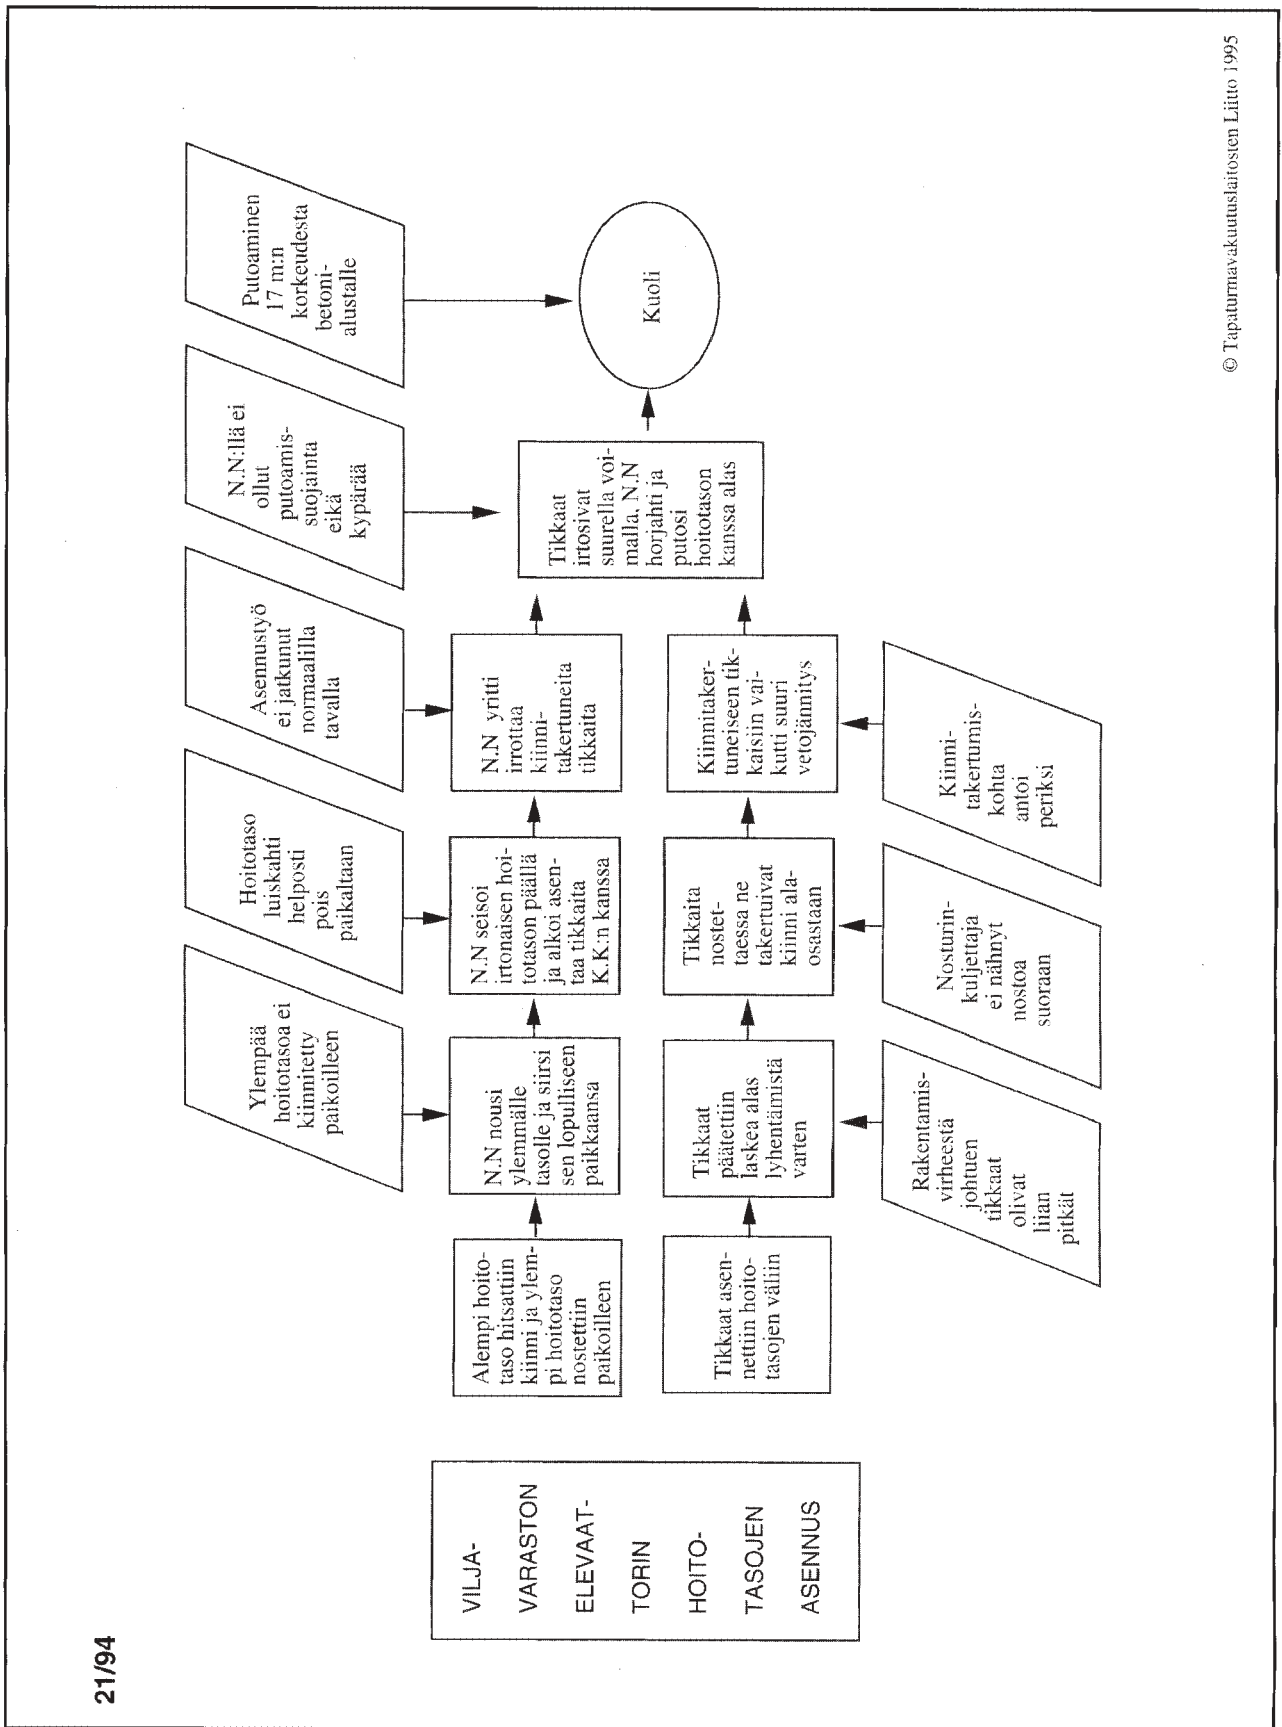 21/94
VILJA-
VARASTON
ELEVAAT-
TORIN
HOITO-
TASOJEN
ASENNUS
Ylempää
hoitotasoa ei
kiinnitetty
paikoilleen
Hoitotaso
luiskahti
helposti
pois
paikaltaan
Asennustyö
ei jatkunut
normaalilla
tavalla
N.N:llä ei
ollut
putoamis-
suojainta
eikä
kypärää
Putoaminen
17 m:n
korkeudesta
betoni-
alustalle
Alempi hoito-
taso hitsattiin
kiinni ja ylem-
pi hoitotaso
nostettiin
paikoilleen
N.N nousi
ylemmälle
tasolle ja siirsi
sen lopulliseen
paikkaansa
N.N seisoi
irtonaisen hoi-
totason päällä
ja alkoi asen-
taa tikkaita
K.K:n kanssa
N.N yritti
irrottaa
kiinni-
takertuneita
tikkaita
Tikkaat
irtosivat
suurella voi-
malla, N.N
horjahti ja
putosi
hoitotason
kanssa alas
Kuoli
Tikkaat asen-
nettiin hoito-
tasojen väliin
Tikkaat
päätettiin
laskea alas
lyhentämistä
varten
Tikkaita
nostet-
taessa ne
takertuivat
kiinni ala-
osastaan
Kiinnitaker-
tuneiseen tik-
kaisiin vai-
kutti suuri
vetojännitys
Rakentamis-
virheestä
johtuen
tikkaat
olivat
liian
pitkät
Nosturin-
kuljettaja
ei nähnyt
nostoa
suoraan
Kiinni-
takertumis-
kohta
antoi
periksi
© Tapaturmavakuutuslaitosten Liitto 1995